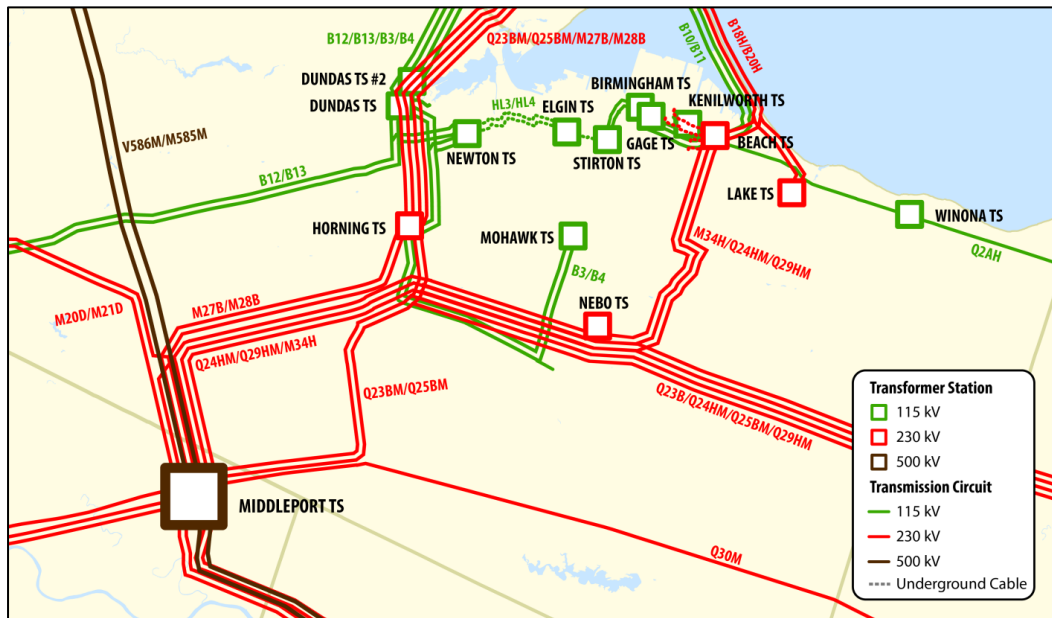 B12/B13/B3/B4
Q23BM/Q25BM/M27B/M28B
B10/B11
B18H/B20H
DUNDAS TS #2
DUNDAS TS
BIRMINGHAM TS
HL3/HL4
ELGIN TS
KENILWORTH TS
V586M/M585M
NEWTON TS
STIRTON TS
GAGE TS
BEACH TS
B12/B13
LAKE TS
WINONA TS
HORNING TS
MOHAWK TS
M34H/Q24HM/Q29HM
Q2AH
B3/B4
M20D/M21D
M27B/M28B
NEBO TS
Q24HM/Q29HM/M34H
Q23BM/Q25BM
Q23B/Q24HM/Q25BM/Q29HM
MIDDLEPORT TS
Q30M
Transformer Station
115 kV
230 kV
500 kV
Transmission Circuit
115 kV
230 kV
500 kV
Underground Cable